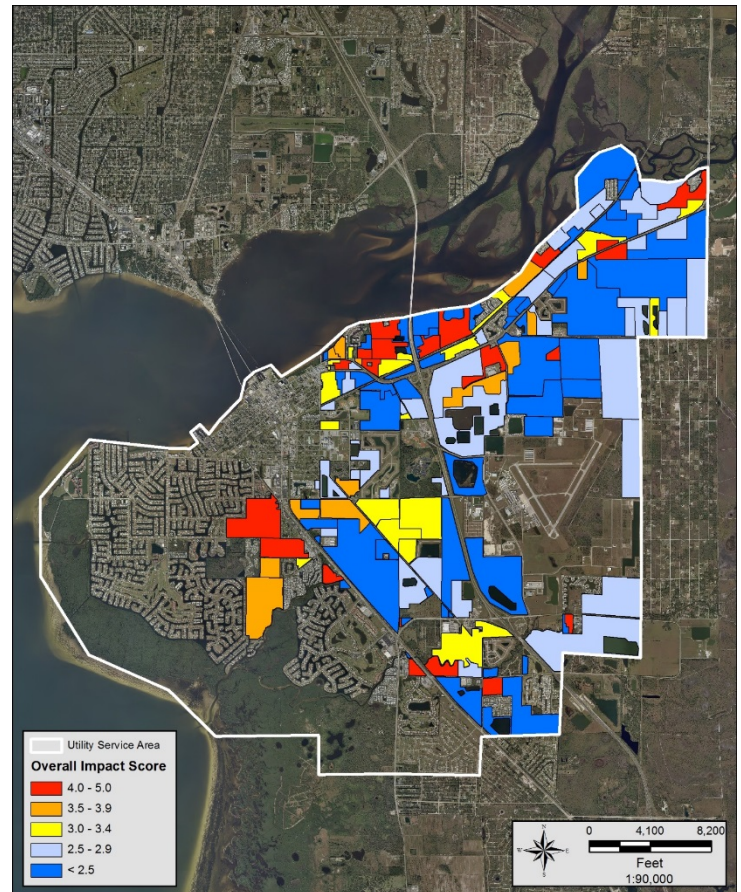 Utility Service Area
Overall Impact Score
4.0 - 5.0
3.5 - 3.9
3.0 - 3.4
2.5 - 2.9
< 2.5
N
W E
S
0 4,100 8,200
Feet
1:90,000